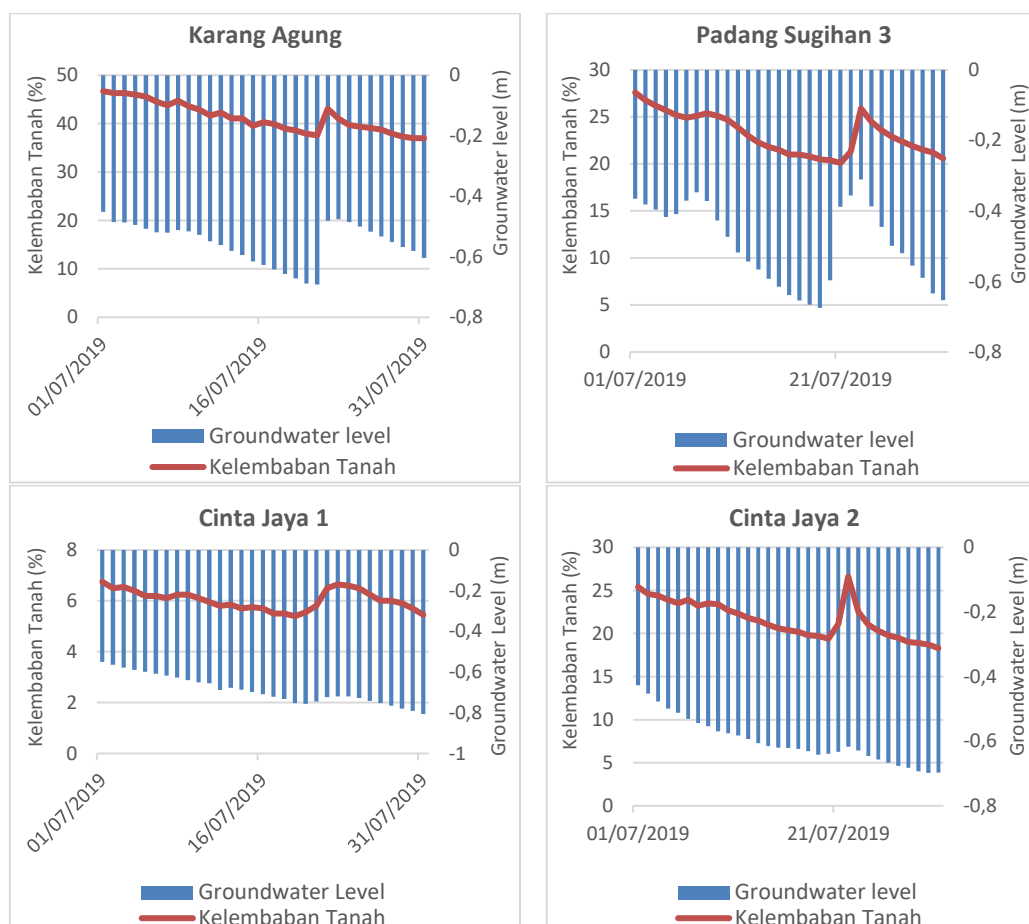 Karang Agung
Kelembaban Tanah (%)
50
40
30
20
10
0
0
-0,2
-0,4
-0,6
-0,8
Grounwater level (m)
01/07/2019
16/07/2019
31/07/2019
Groundwater level
Kelembaban Tanah
Padang Sugihan 3
Kelembaban Tanah (%)
30
25
20
15
10
5
0
0
-0,2
-0,4
-0,6
-0,8
Groundwater Level (m)
01/07/2019
21/07/2019
Groundwater level
Kelembaban Tanah
Cinta Jaya 1
Kelembaban Tanah (%)
8
6
4
2
0
0
-0,2
-0,4
-0,6
-0,8
-1
Groundwater Level (m)
01/07/2019
16/07/2019
31/07/2019
Groundwater Level
Kelembaban Tanah
Cinta Jaya 2
Kelembaban Tanah (%)
30
25
20
15
10
5
0
0
-0,2
-0,4
-0,6
-0,8
Groundwater Level (m)
01/07/2019
21/07/2019
Groundwater level
Kelembaban Tanah